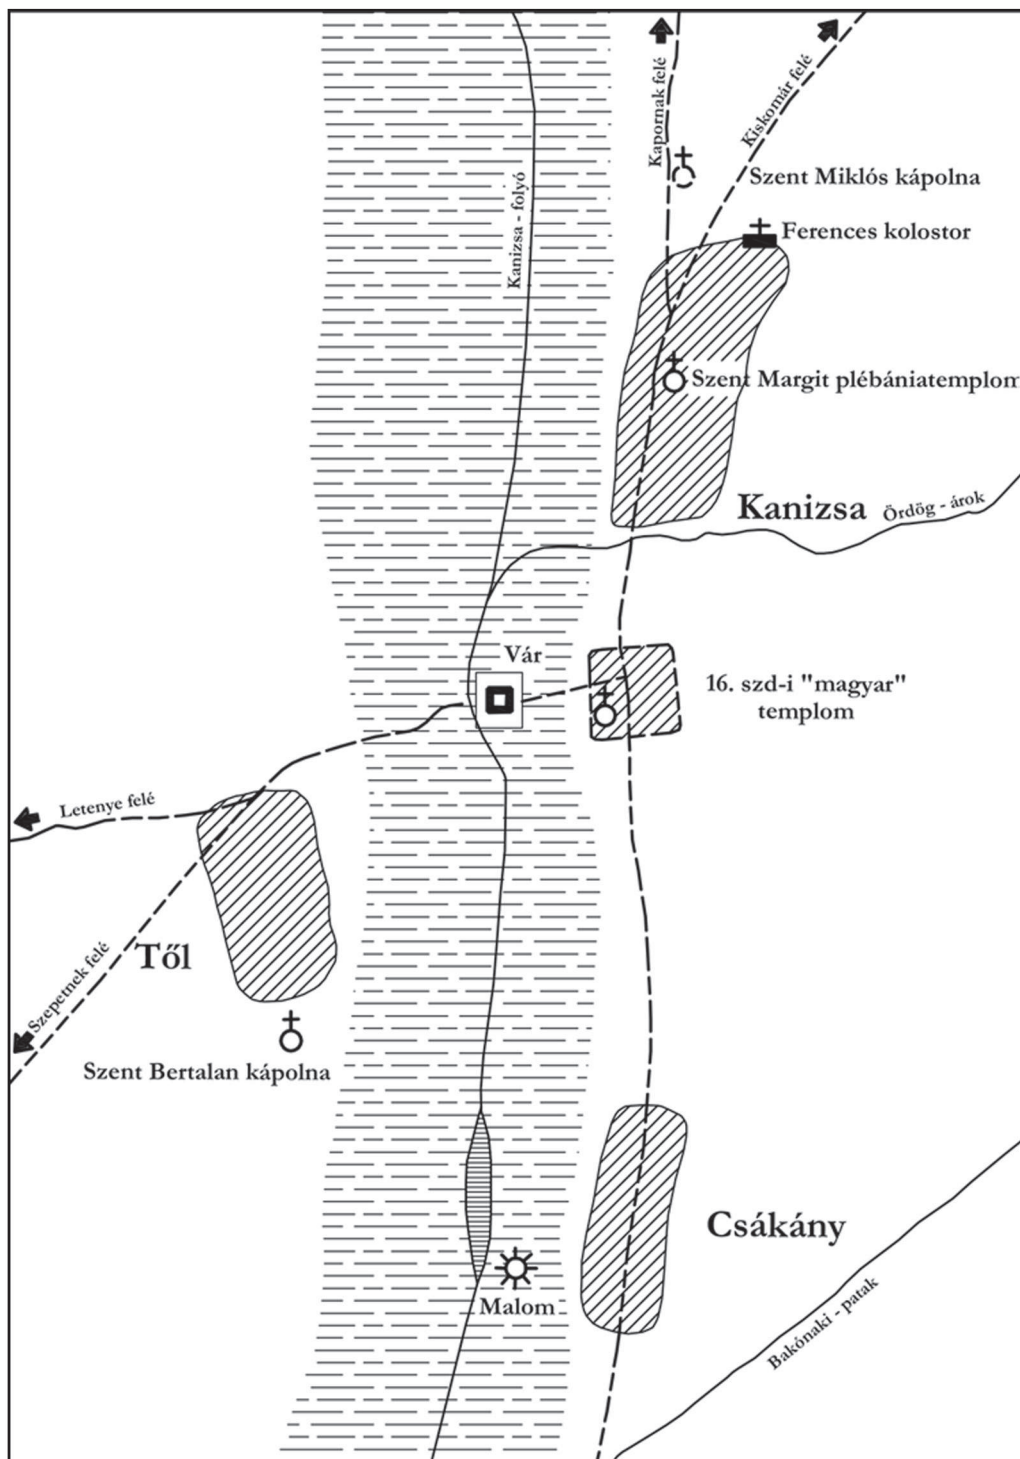 Kapornak felé
Kiskomár felé
Szent Miklós kápolna
Kanizsa - folyó
Ferences kolostor
Szent Margit plébániatemplom
Kanizsa
Ördög - árok
Vár
16. szd-i "magyar"
templom
Letenye felé
Től
Szepetnek felé
Szent Bertalan kápolna
Csákány
Malom
Bakónaki - patak